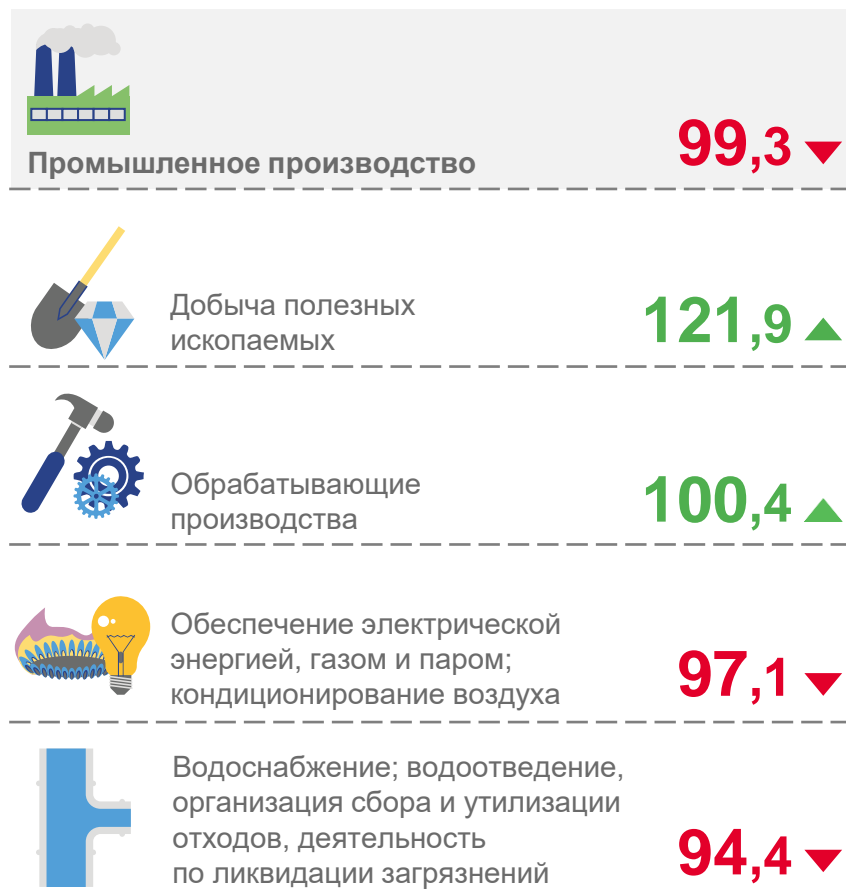 Промышленное производство
99,3
Добыча полезных
ископаемых
121,9
Обрабатывающие
производства
100,4
Обеспечение электрической
энергией, газом и паром;
кондиционирование воздуха
97,1
Водоснабжение; водоотведение,
организация сбора и утилизации
отходов, деятельность
по ликвидации загрязнений
94,4